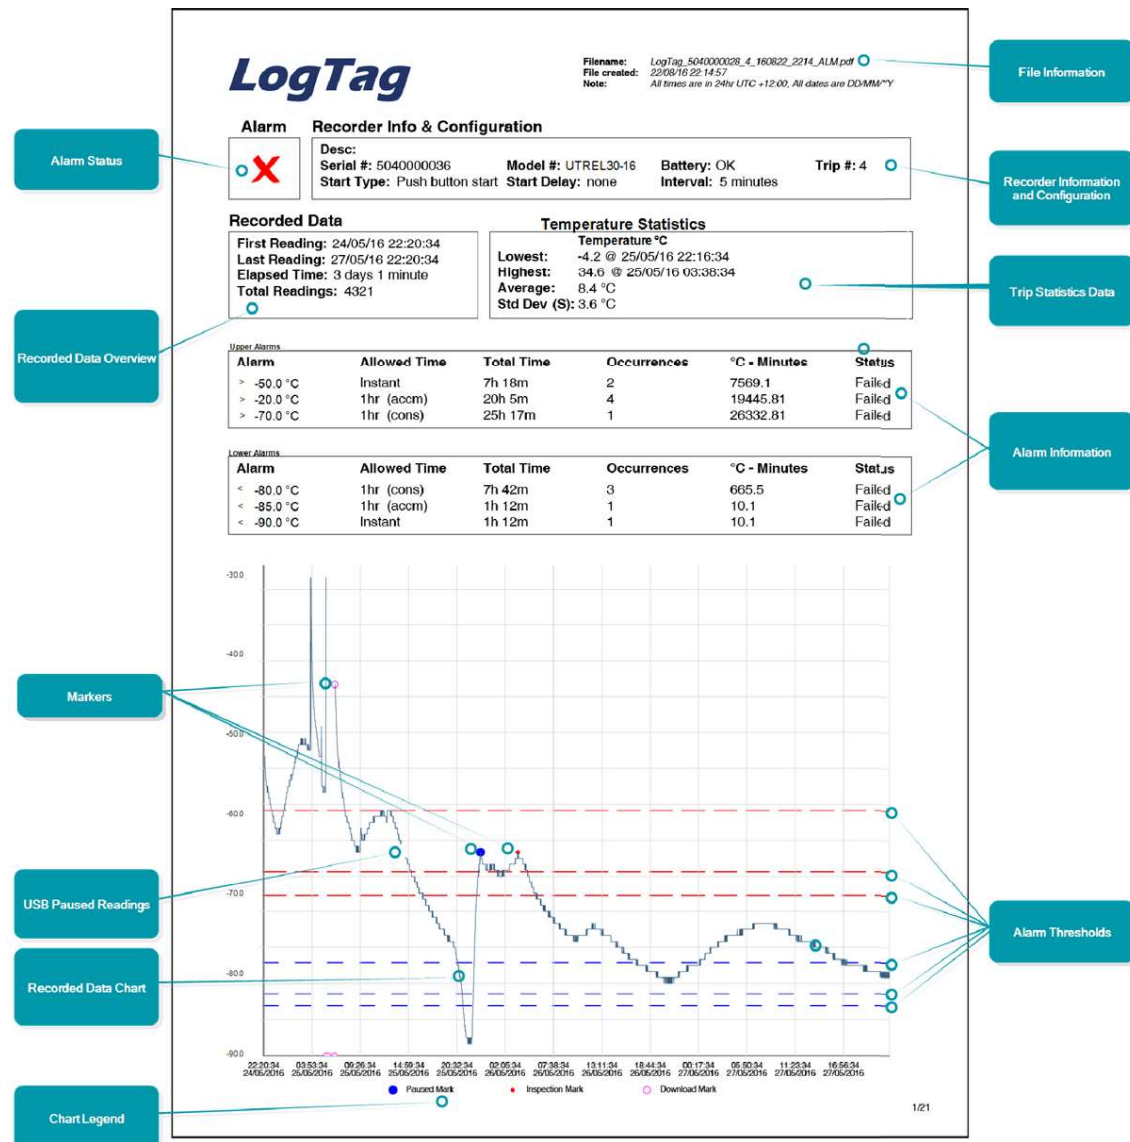 LogTag
Filename: LogTag_5040000028_4_160822_2214_ALM.pdf
File created: 22/08/16 22:14:57
Note: All times are in 24hr UTC +12:00, All dates are DD/MM/YY
File Information
Alarm Status
Alarm
Recorder Info & Configuration
Desc:
Serial #: 5040000036 Model #: UTREL30-16 Battery: OK Trip #: 4
Start Type: Push button start Start Delay: none Interval: 5 minutes
Recorder Information
and Configuration
Recorded Data
First Reading: 24/05/16 22:20:34
Last Reading: 27/05/16 22:20:34
Elapsed Time: 3 days 1 minute
Total Readings: 4321
Temperature Statistics
Temperature °C
Lowest: -4.2 @ 25/05/16 22:16:34
Highest: 34.6 @ 25/05/16 03:38:34
Average: 8.4 °C
Std Dev (S): 3.6 °C
Trip Statistics Data
Recorded Data Overview
Upper Alarms
Alarm Allowed Time Total Time Occurrences °C - Minutes Status
> -50.0 °C Instant 7h 18m 2 7569.1 Failed
> -20.0 °C 1hr (accm) 20h 5m 4 19445.81 Failed
> -70.0 °C 1hr (cons) 25h 17m 1 26332.81 Failed
Lower Alarms
Alarm Allowed Time Total Time Occurrences °C - Minutes Status
< -80.0 °C 1hr (cons) 7h 42m 3 665.5 Failed
< -85.0 °C 1hr (accm) 1h 12m 1 10.1 Failed
< -90.0 °C Instant 1h 12m 1 10.1 Failed
Alarm Information
-30.0
-40.0
-50.0
-60.0
-70.0
-80.0
-90.0
Markers
USB Paused Readings
Recorded Data Chart
Alarm Thresholds
22:20:34 03:53:34 09:26:34 14:59:34 20:32:34 02:05:34 07:38:34 13:11:34 18:44:34 00:17:34 05:50:34 11:23:34 16:56:34
24/05/2016 25/05/2016 25/05/2016 25/05/2016 25/05/2016 26/05/2016 26/05/2016 26/05/2016 26/05/2016 27/05/2016 27/05/2016 27/05/2016 27/05/2016
Paused Mark Inspection Mark Download Mark
Chart Legend
1/21